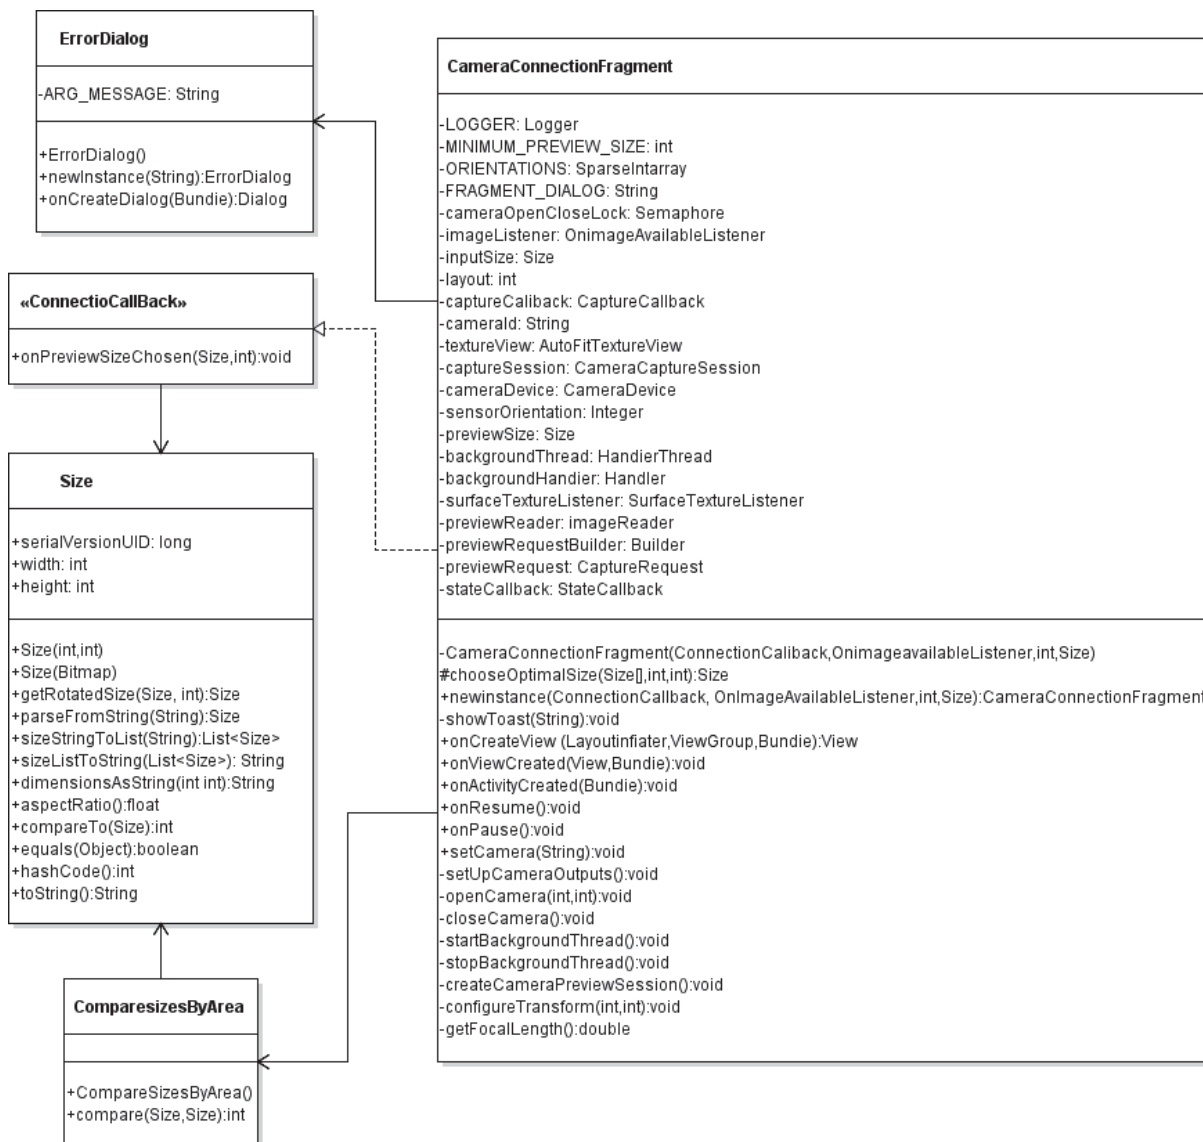 ErrorDialog
-ARG_MESSAGE: String
+ErrorDialog()
+newInstance(String):ErrorDialog
+onCreateDialog(Bundie):Dialog
«ConnectioCallBack»
+onPreviewSizeChosen(Size,int):void
Size
+serialVersionUID: long
+width: int
+height: int
+Size(int,int)
+Size(Bitmap)
+getRotatedSize(Size, int):Size
+parseFromString(String):Size
+sizeStringToList(String):List<Size>
+sizeListToString(List<Size>): String
+dimensionsAsString(int int):String
+aspectRatio():float
+compareTo(Size):int
+equals(Object):boolean
+hashCode():int
+toString():String
ComparesizesByArea
+CompareSizesByArea()
+compare(Size,Size):int
CameraConnectionFragment
-LOGGER: Logger
-MINIMUM_PREVIEW_SIZE: int
-ORIENTATIONS: SparseIntarray
-FRAGMENT_DIALOG: String
-cameraOpenCloseLock: Semaphore
-imageListener: OnimageAvailableListener
-inputSize: Size
-layout: int
-captureCaliback: CaptureCallback
-cameraId: String
-textureView: AutoFitTextureView
-captureSession: CameraCaptureSession
-cameraDevice: CameraDevice
-sensorOrientation: Integer
-previewSize: Size
-backgroundThread: HandierThread
-backgroundHandier: Handler
-surfaceTextureListener: SurfaceTextureListener
-previewReader: imageReader
-previewRequestBuilder: Builder
-previewRequest: CaptureRequest
-stateCallback: StateCallback
-CameraConnectionFragment(ConnectionCaliback,OnimageavailableListener,int,Size)
#chooseOptimalSize(Size[],int,int):Size
+newinstance(ConnectionCallback, OnImageAvailableListener,int,Size):CameraConnectionFragment
-showToast(String):void
+onCreateView (Layoutinfiater,ViewGroup,Bundie):View
+onViewCreated(View,Bundie):void
+onActivityCreated(Bundie):void
+onResume():void
+onPause():void
+setCamera(String):void
-setUpCameraOutputs():void
-openCamera(int,int):void
-closeCamera():void
-startBackgroundThread():void
-stopBackgroundThread():void
-createCameraPreviewSession():void
-configureTransform(int,int):void
-getFocalLength():double